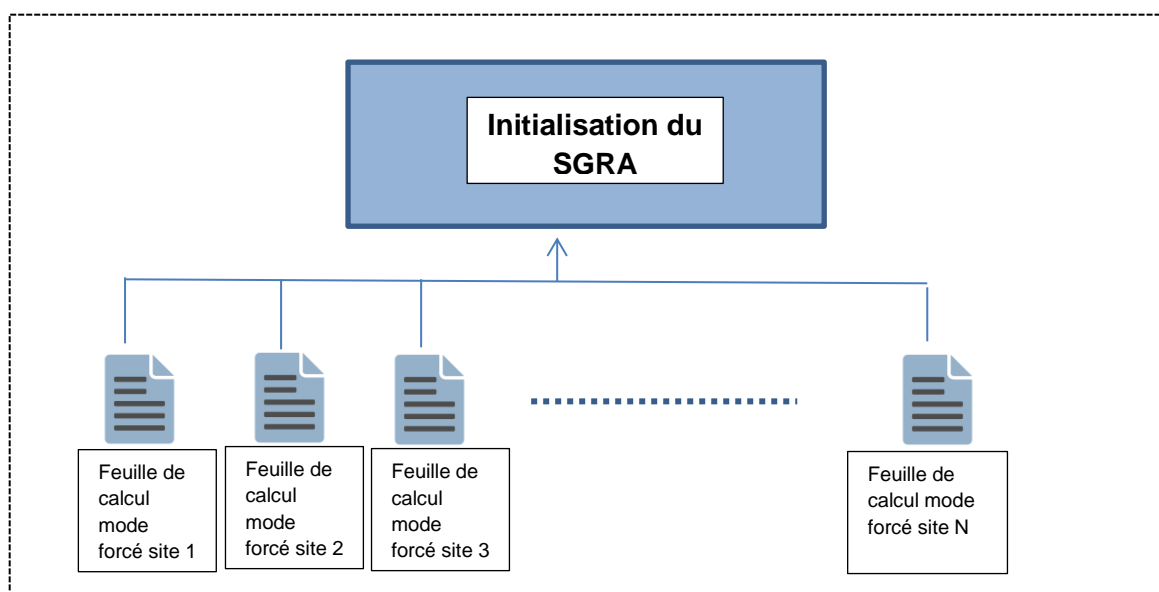 Initialisation du
SGRA
Feuille de
calcul
mode
forcé site 1
Feuille de
calcul
mode
forcé site 2
Feuille de
calcul
mode
forcé site 3
Feuille de
calcul mode
forcé site N